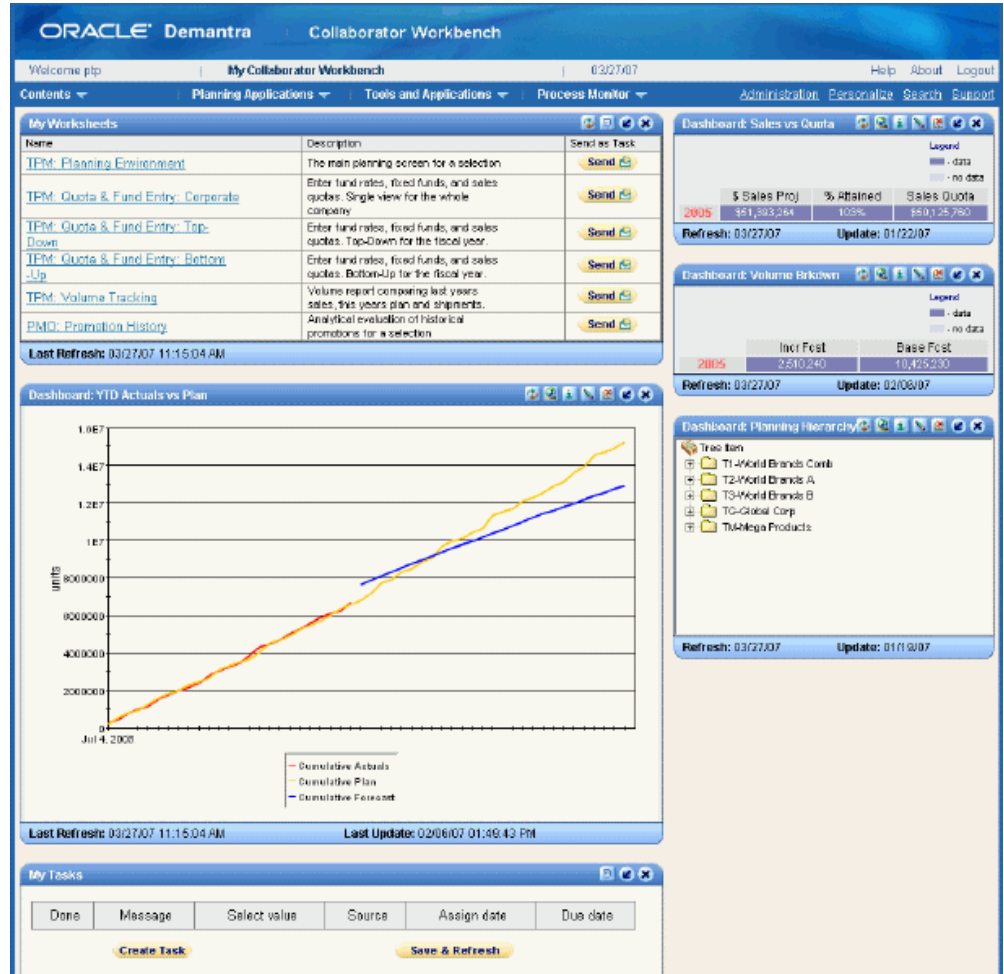 ORACLE Demantra Collaborator Workbench
Welcome ptp My Collaborator Workbench 03/27/07 Help About Logout
Contents Planning Applications Tools and Applications Process Monitor Administration Personalize Search Support
My Worksheets
Name Description Send as Task
TPM: Planning Environment The main planning screen for a selection Send
TPM: Quota & Fund Entry: Corporate
Enter fund rates, fixed funds, and sales
quotas. Single view for the whole
company
Send
TPM: Quota & Fund Entry: Top-
Down
Enter fund rates, fixed funds, and sales
quotas. Top-Down for the fiscal year.
Send
TPM: Quota & Fund Entry: Bottom
-Up
Enter fund rates, fixed funds, and sales
quotas. Bottom-Up for the fiscal year.
Send
TPM: Volume Tracking
Volume report comparing last years
sales, this years plan and shipments.
Send
PMO: Promotion History
Analytical evaluation of historical
promotions for a selection
Send
Last Refresh: 03/27/07 11:15:04 AM
Dashboard: YTD Actuals vs Plan
1.6E7
1.4E7
1.2E7
1E7
8000000
6000000
4000000
2000000
0
units
Jul 4, 2005
Cumulative Actuals
Cumulative Plan
Cumulative Forecast
Last Refresh: 03/27/07 11:15:04 AM Last Update: 02/06/07 01:49:43 PM
My Tasks
Done Message Select value Source Assign date Due date
Create Task Save & Refresh
Dashboard: Sales vs Quota
Legend
- data
- no data
$ Sales Proj % Attained Sales Quota
2005 $51,393,264 103% $50,125,760
Refresh: 03/27/07 Update: 01/22/07
Dashboard: Volume Brkdwn
Legend
- data
- no data
Incr Fcst Base Fcst
2005 2,510,240 10,425,230
Refresh: 03/27/07 Update: 02/08/07
Dashboard: Planning Hierarchy
Tree Item
T1-World Brands Comb
T2-World Brands A
T3-World Brands B
TG-Global Corp
TM-Mega Products
Refresh: 03/27/07 Update: 01/19/07